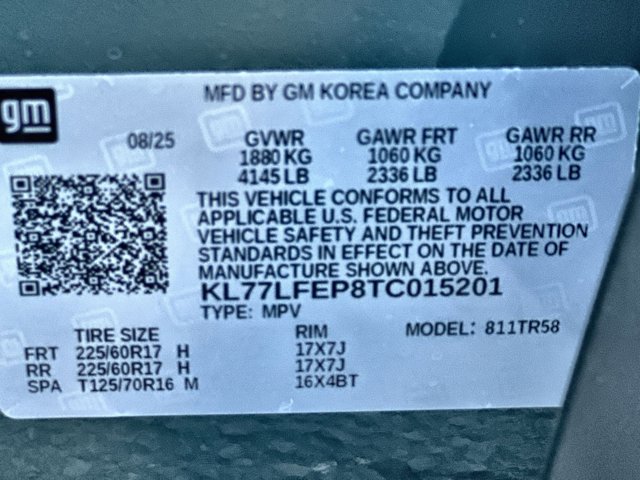 gm
MFD BY GM KOREA COMPANY
08/25
GVWR GAWR FRT GAWR RR
1880 KG 1060 KG 1060 KG
4145 LB 2336 LB 2336 LB
THIS VEHICLE CONFORMS TO ALL
APPLICABLE U.S. FEDERAL MOTOR
VEHICLE SAFETY AND THEFT PREVENTION
STANDARDS IN EFFECT ON THE DATE OF
MANUFACTURE SHOWN ABOVE.
KL77LFEP8TC015201
TYPE: MPV MODEL: 811TR58
TIRE SIZE RIM
FRT 225/60R17 H 17X7J
RR 225/60R17 H 17X7J
SPA T125/70R16 M 16X4BT